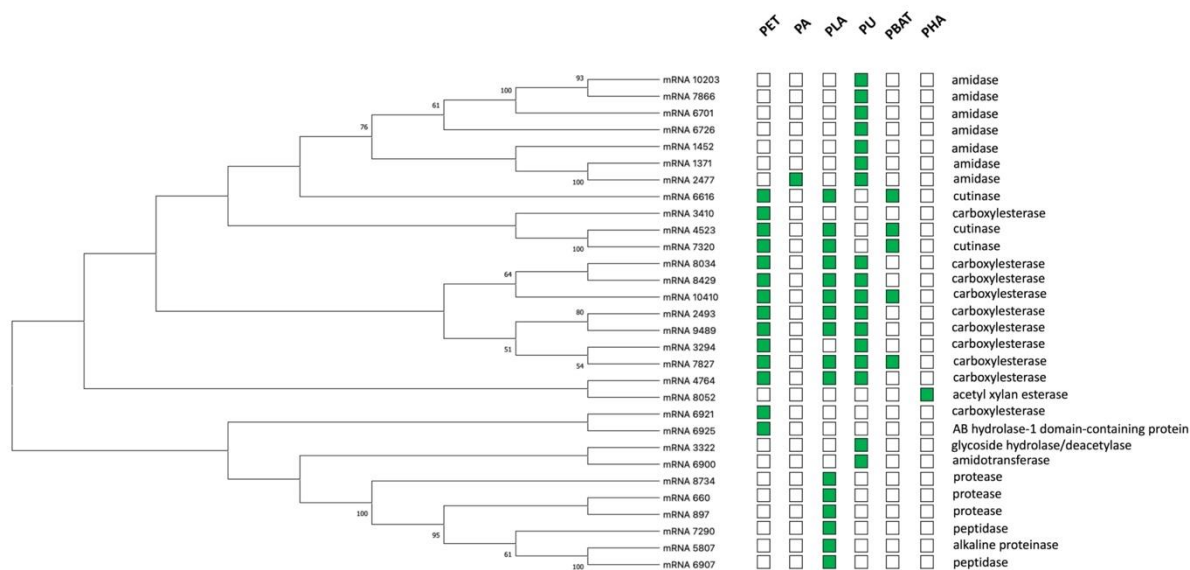 PET PA PLA PU PBAT PHA
93 mRNA 10203 amidase
100 mRNA 7866 amidase
61 mRNA 6701 amidase
76 mRNA 6726 amidase
mRNA 1452 amidase
mRNA 1371 amidase
100 mRNA 2477 amidase
mRNA 6616 cutinase
mRNA 3410 carboxylesterase
mRNA 4523 cutinase
100 mRNA 7320 cutinase
mRNA 8034 carboxylesterase
64 mRNA 8429 carboxylesterase
mRNA 10410 carboxylesterase
80 mRNA 2493 carboxylesterase
mRNA 9489 carboxylesterase
51 mRNA 3294 carboxylesterase
54 mRNA 7827 carboxylesterase
mRNA 4764 carboxylesterase
mRNA 8052 acetyl xylan esterase
mRNA 6921 carboxylesterase
mRNA 6925 AB hydrolase-1 domain-containing protein
mRNA 3322 glycoside hydrolase/deacetylase
mRNA 6900 amidotransferase
mRNA 8734 protease
mRNA 660 protease
100 mRNA 897 protease
95 mRNA 7290 peptidase
61 mRNA 5807 alkaline proteinase
100 mRNA 6907 peptidase